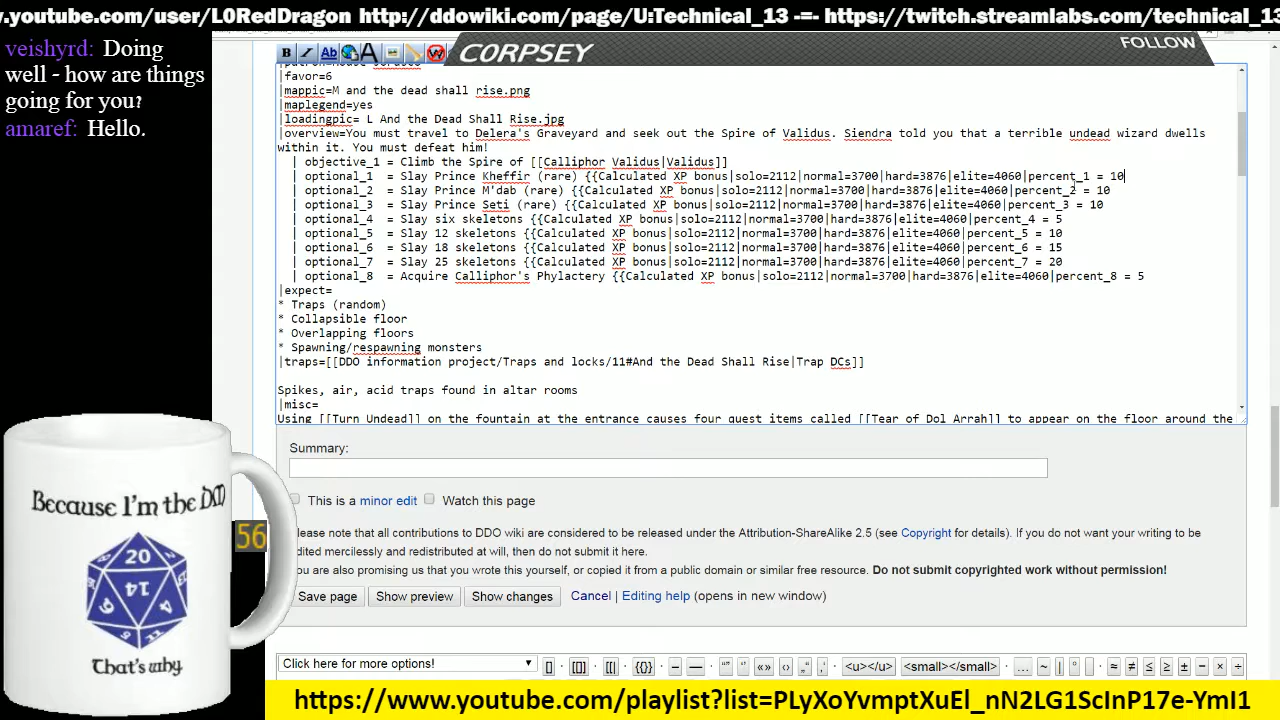 www.youtube.com/user/L0RedDragon http://ddowiki.com/page/U:Technical_13 -=- https://twitch.streamlabs.com/technical_13
veishyrd: Doing
well - how are things
going for you?
amaref: Hello.
CORPSEY
FOLLOW
|favor=6
|mappic=M and the dead shall rise.png
|maplegend=yes
|loadingpic= L And the Dead Shall Rise.jpg
|overview=You must travel to Delera's Graveyard and seek out the Spire of Validus. Siendra told you that a terrible undead wizard dwells
within it. You must defeat him!
| objective_1 = Climb the Spire of [[Calliphor Validus|Validus]]
| optional_1 = Slay Prince Kheffir (rare) {{Calculated XP bonus|solo=2112|normal=3700|hard=3876|elite=4060|percent_1 = 10
| optional_2 = Slay Prince M'dab (rare) {{Calculated XP bonus|solo=2112|normal=3700|hard=3876|elite=4060|percent_2 = 10
| optional_3 = Slay Prince Seti (rare) {{Calculated XP bonus|solo=2112|normal=3700|hard=3876|elite=4060|percent_3 = 10
| optional_4 = Slay six skeletons {{Calculated XP bonus|solo=2112|normal=3700|hard=3876|elite=4060|percent_4 = 5
| optional_5 = Slay 12 skeletons {{Calculated XP bonus|solo=2112|normal=3700|hard=3876|elite=4060|percent_5 = 10
| optional_6 = Slay 18 skeletons {{Calculated XP bonus|solo=2112|normal=3700|hard=3876|elite=4060|percent_6 = 15
| optional_7 = Slay 25 skeletons {{Calculated XP bonus|solo=2112|normal=3700|hard=3876|elite=4060|percent_7 = 20
| optional_8 = Acquire Calliphor's Phylactery {{Calculated XP bonus|solo=2112|normal=3700|hard=3876|elite=4060|percent_8 = 5
|expect=
* Traps (random)
* Collapsible floor
* Overlapping floors
* Spawning/respawning monsters
|traps=[[DDO information project/Traps and locks/11#And the Dead Shall Rise|Trap DCs]]
Spikes, air, acid traps found in altar rooms
|misc=
Using [[Turn Undead]] on the fountain at the entrance causes four quest items called [[Tear of Dol Arrah]] to appear on the floor around the
Summary:
This is a minor edit Watch this page
lease note that all contributions to DDO wiki are considered to be released under the Attribution-ShareAlike 2.5 (see Copyright for details). If you do not want your writing to be
dited mercilessly and redistributed at will, then do not submit it here.
ou are also promising us that you wrote this yourself, or copied it from a public domain or similar free resource. Do not submit copyrighted work without permission!
Save page Show preview Show changes Cancel | Editing help (opens in new window)
Click here for more options!
<u></u> <small></small>
Because I'm the DM
20
14
That's why.
56
https://www.youtube.com/playlist?list=PLyXoYvmptXuEl_nN2LG1ScInP17e-YmI1